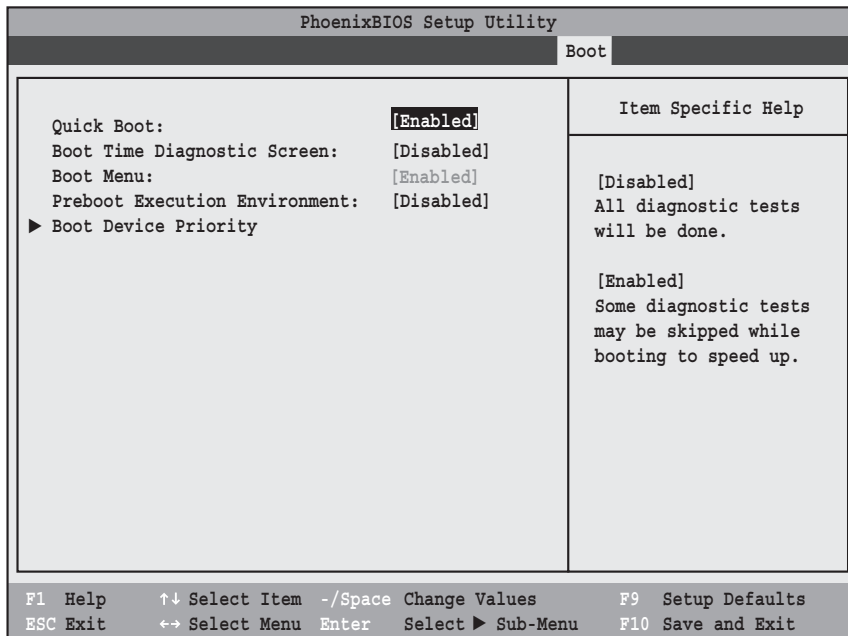 PhoenixBIOS Setup Utility
Boot
Quick Boot: [Enabled]
Boot Time Diagnostic Screen: [Disabled]
Boot Menu: [Enabled]
Preboot Execution Environment: [Disabled]
▶ Boot Device Priority
Item Specific Help
[Disabled]
All diagnostic tests
will be done.
[Enabled]
Some diagnostic tests
may be skipped while
booting to speed up.
F1 Help ↑↓ Select Item -/Space Change Values F9 Setup Defaults
ESC Exit ←→ Select Menu Enter Select ▶ Sub-Menu F10 Save and Exit